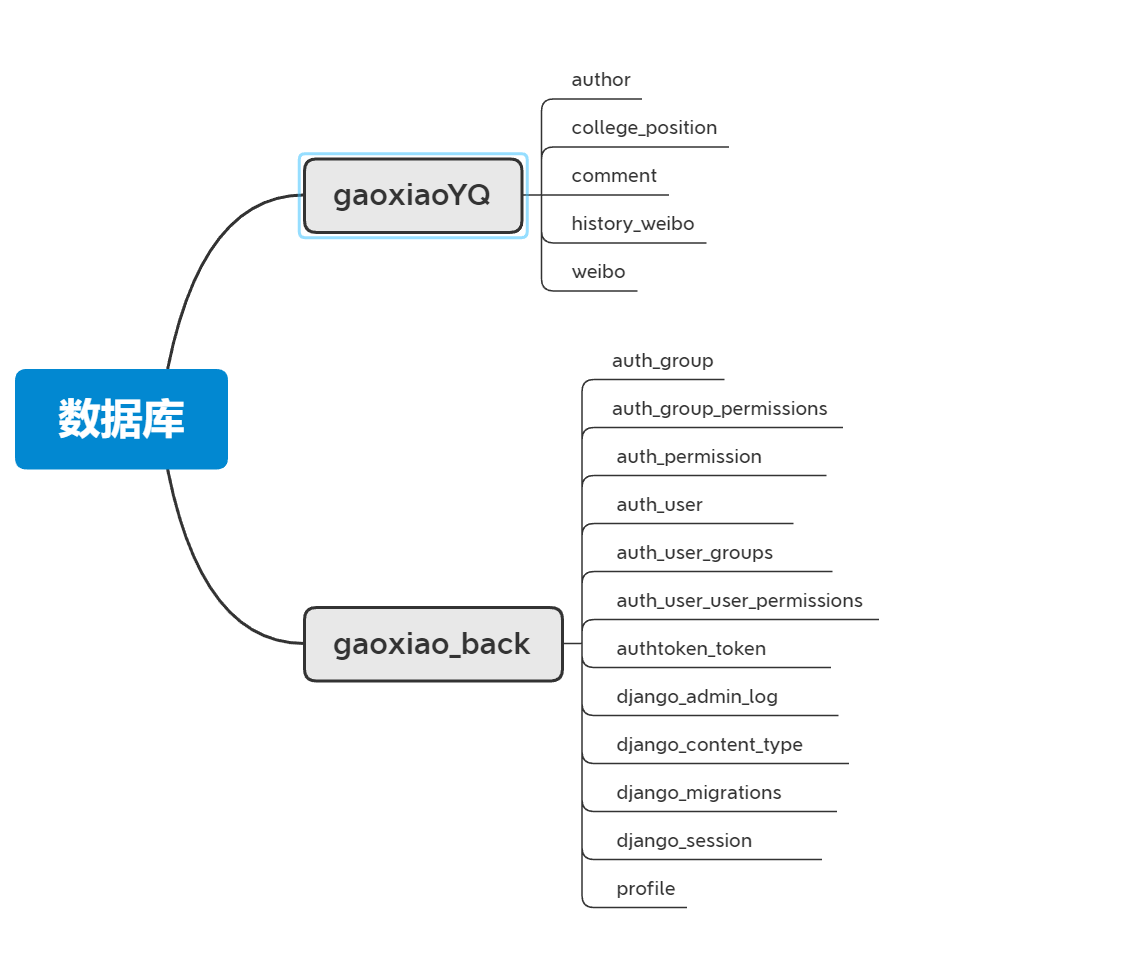 数据库
gaoxiaoYQ
author
college_position
comment
history_weibo
weibo
gaoxiao_back
auth_group
auth_group_permissions
auth_permission
auth_user
auth_user_groups
auth_user_user_permissions
authtoken_token
django_admin_log
django_content_type
django_migrations
django_session
profile